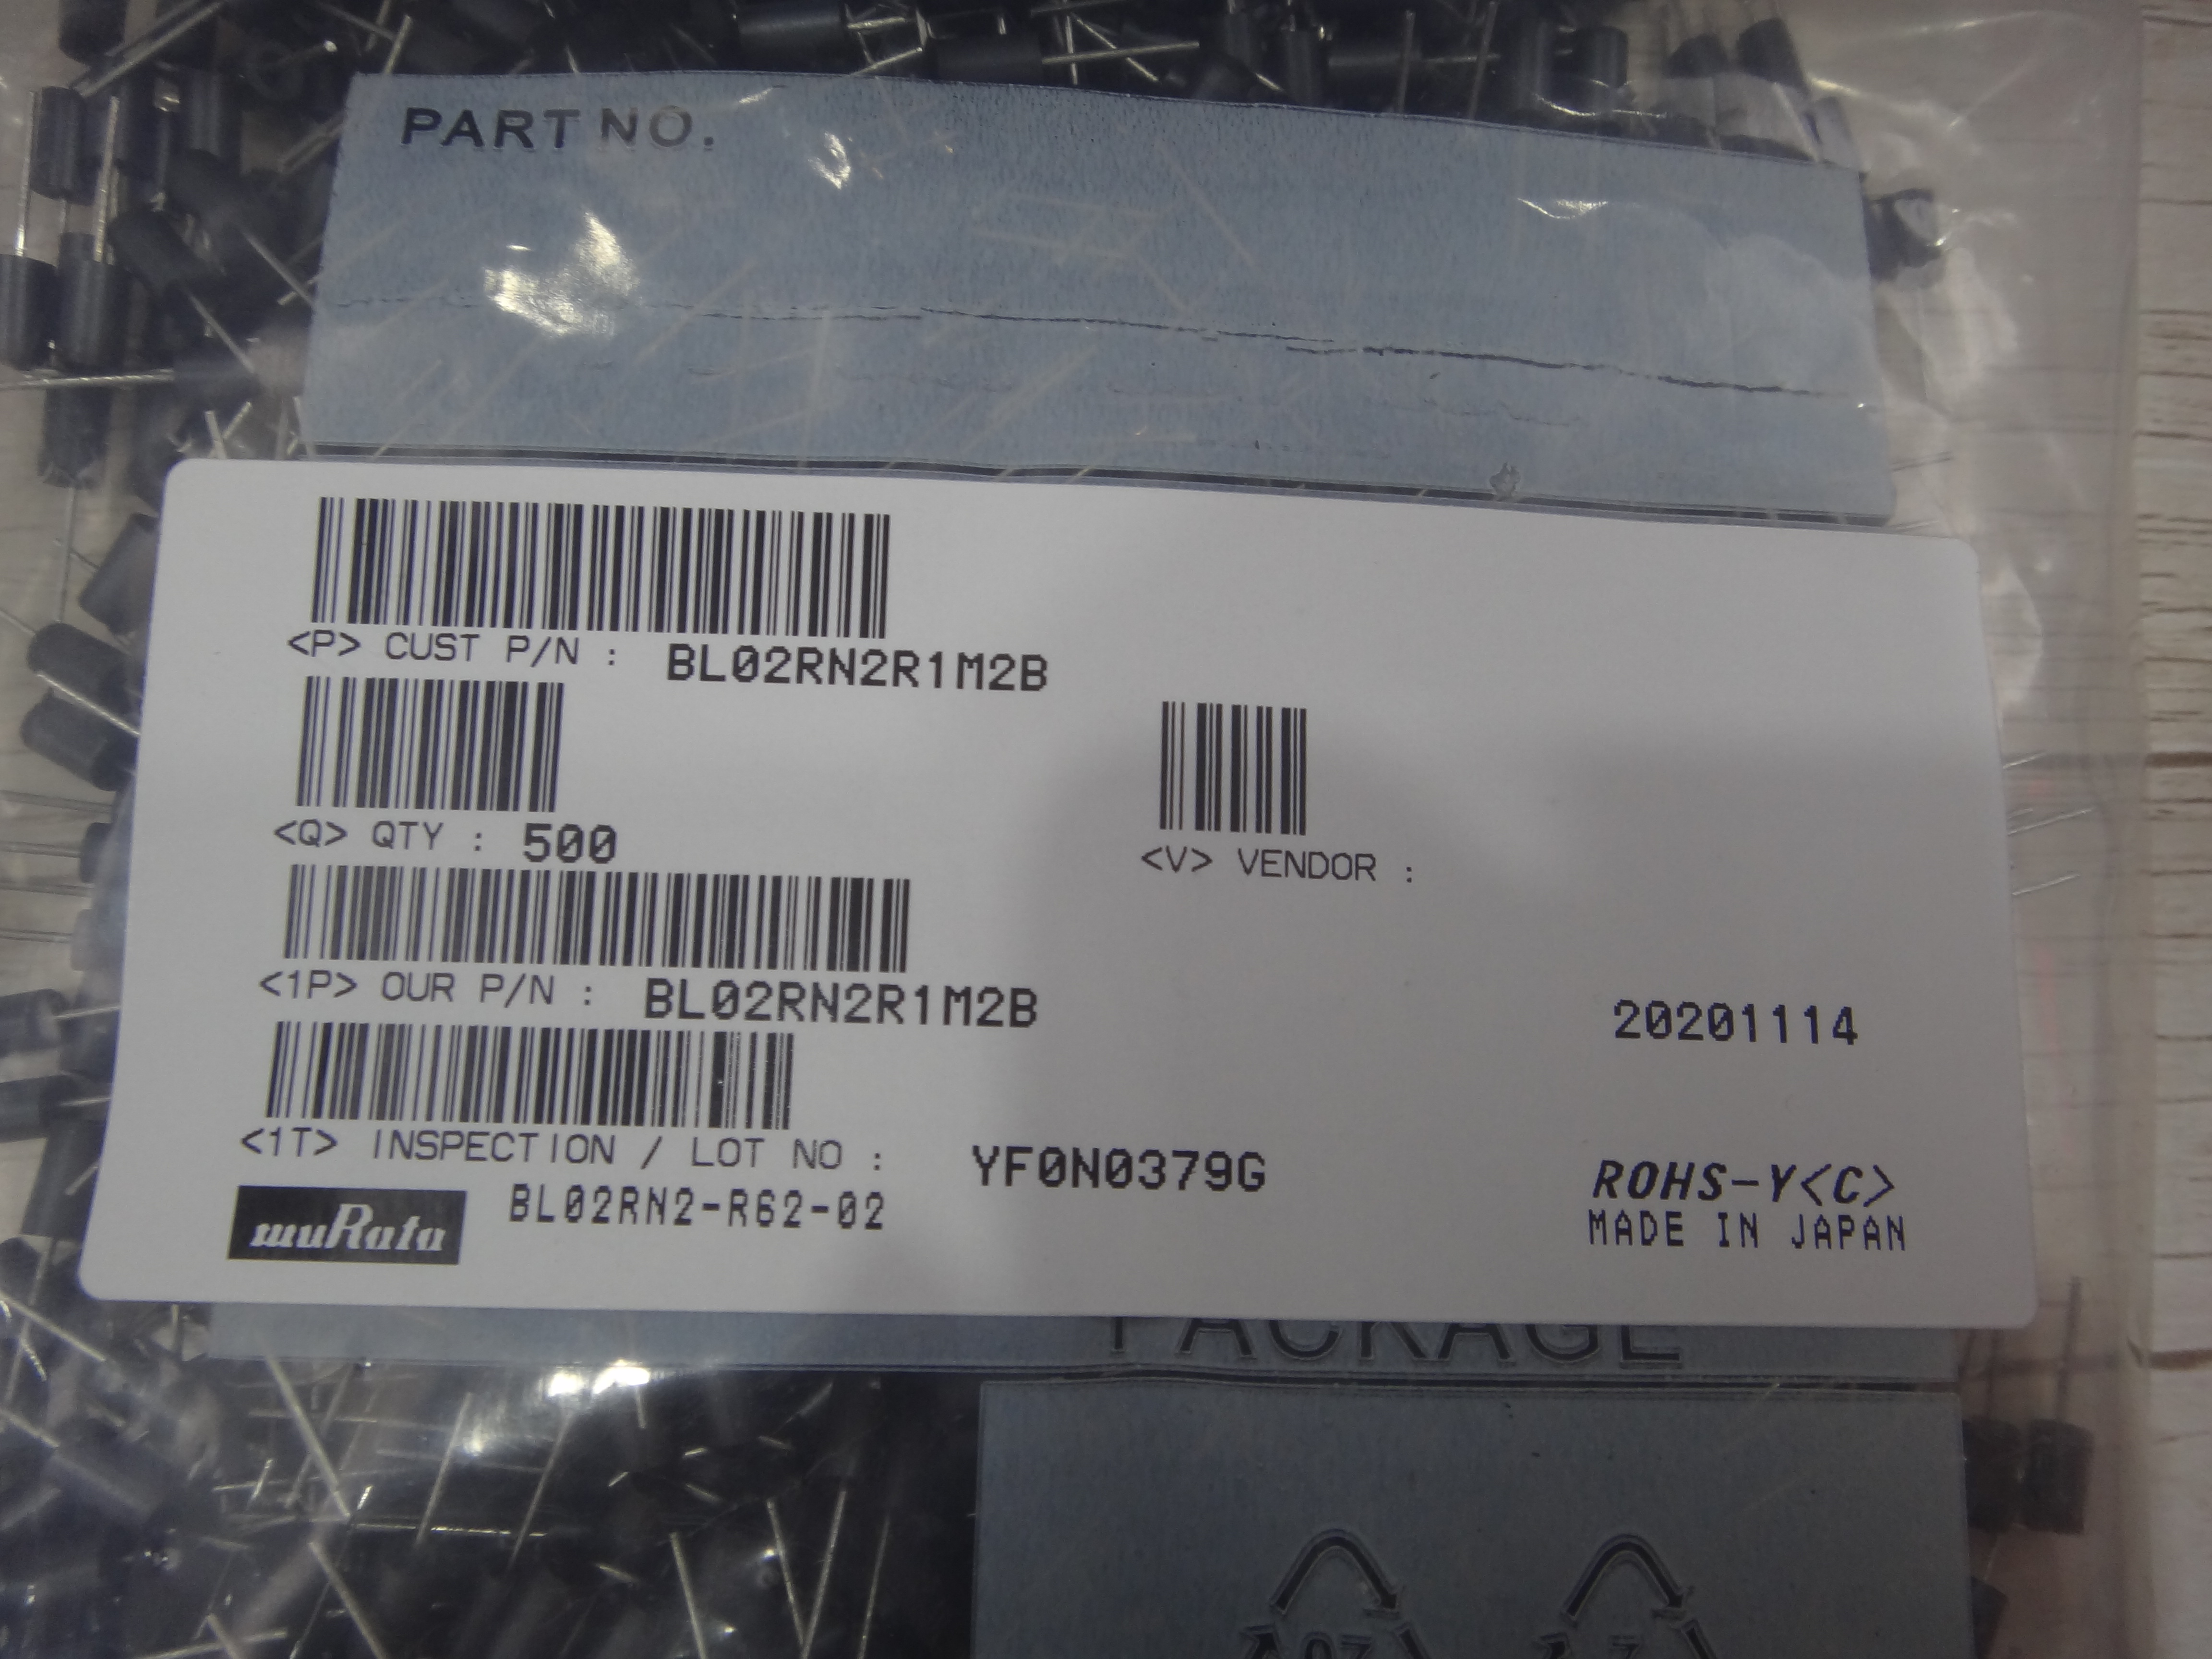 PART NO.
<P> CUST P/N : BL02RN2R1M2B
<Q> QTY : 500
<V> VENDOR :
<1P> OUR P/N : BL02RN2R1M2B
20201114
<1T> INSPECTION / LOT NO : YF0N0379G
ROHS-Y<C>
muRata BL02RN2-R62-02
MADE IN JAPAN
PACKAGE